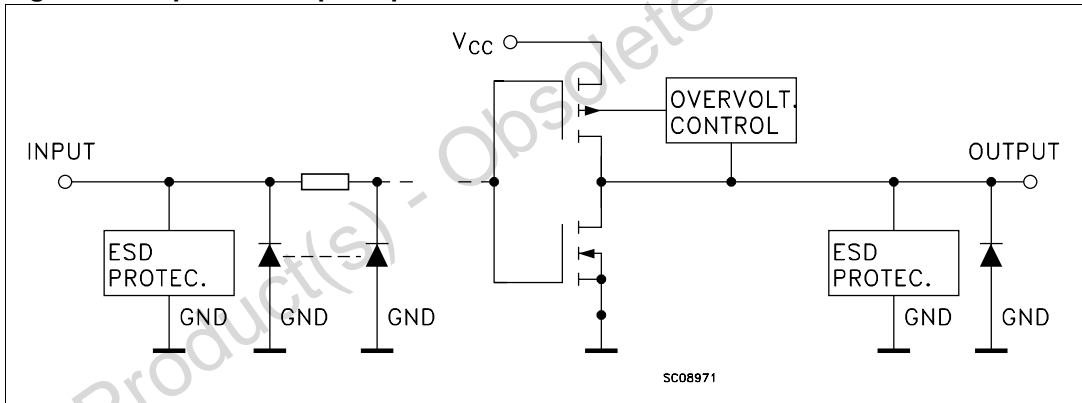 V_CC
OVERVOLT.
CONTROL
INPUT
OUTPUT
ESD
PROTEC.
ESD
PROTEC.
GND
GND
GND
GND
GND
SC08971
Product(s) - Obsolete